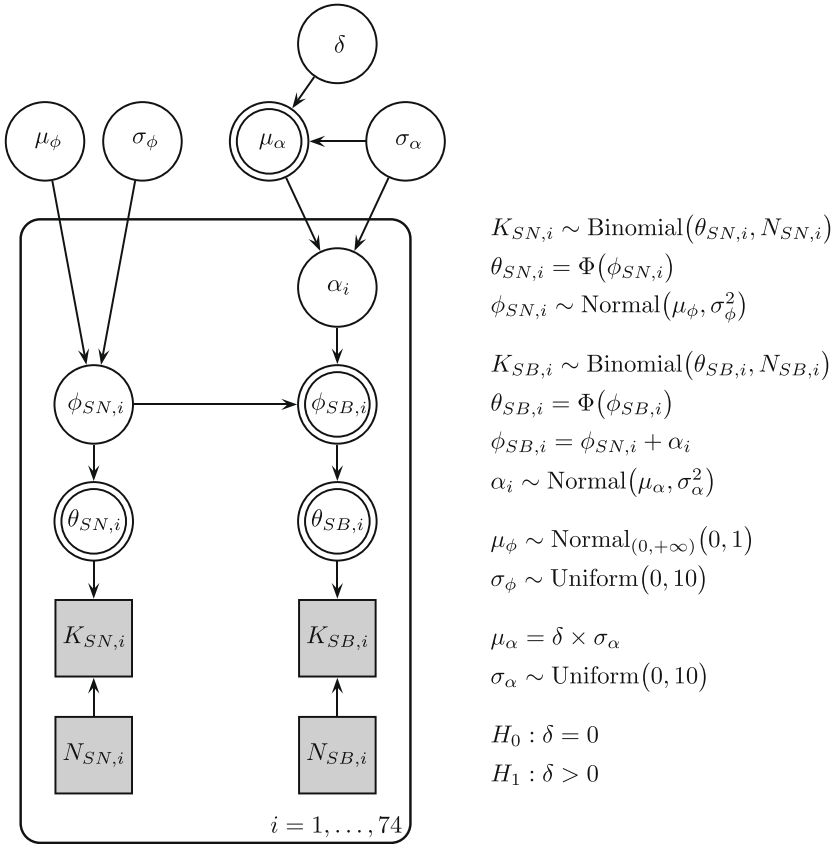 δ
μ_ϕ
σ_ϕ
μ_α
σ_α
α_i
ϕ_{SN,i}
ϕ_{SB,i}
θ_{SN,i}
θ_{SB,i}
K_{SN,i}
K_{SB,i}
N_{SN,i}
N_{SB,i}
i = 1, . . . , 74
K_{SN,i} ∼ Binomial(θ_{SN,i}, N_{SN,i})
θ_{SN,i} = Φ(ϕ_{SN,i})
ϕ_{SN,i} ∼ Normal(μ_ϕ, σ_ϕ^2)
K_{SB,i} ∼ Binomial(θ_{SB,i}, N_{SB,i})
θ_{SB,i} = Φ(ϕ_{SB,i})
ϕ_{SB,i} = ϕ_{SN,i} + α_i
α_i ∼ Normal(μ_α, σ_α^2)
μ_ϕ ∼ Normal_{(0,+∞)}(0, 1)
σ_ϕ ∼ Uniform(0, 10)
μ_α = δ × σ_α
σ_α ∼ Uniform(0, 10)
H_0 : δ = 0
H_1 : δ > 0